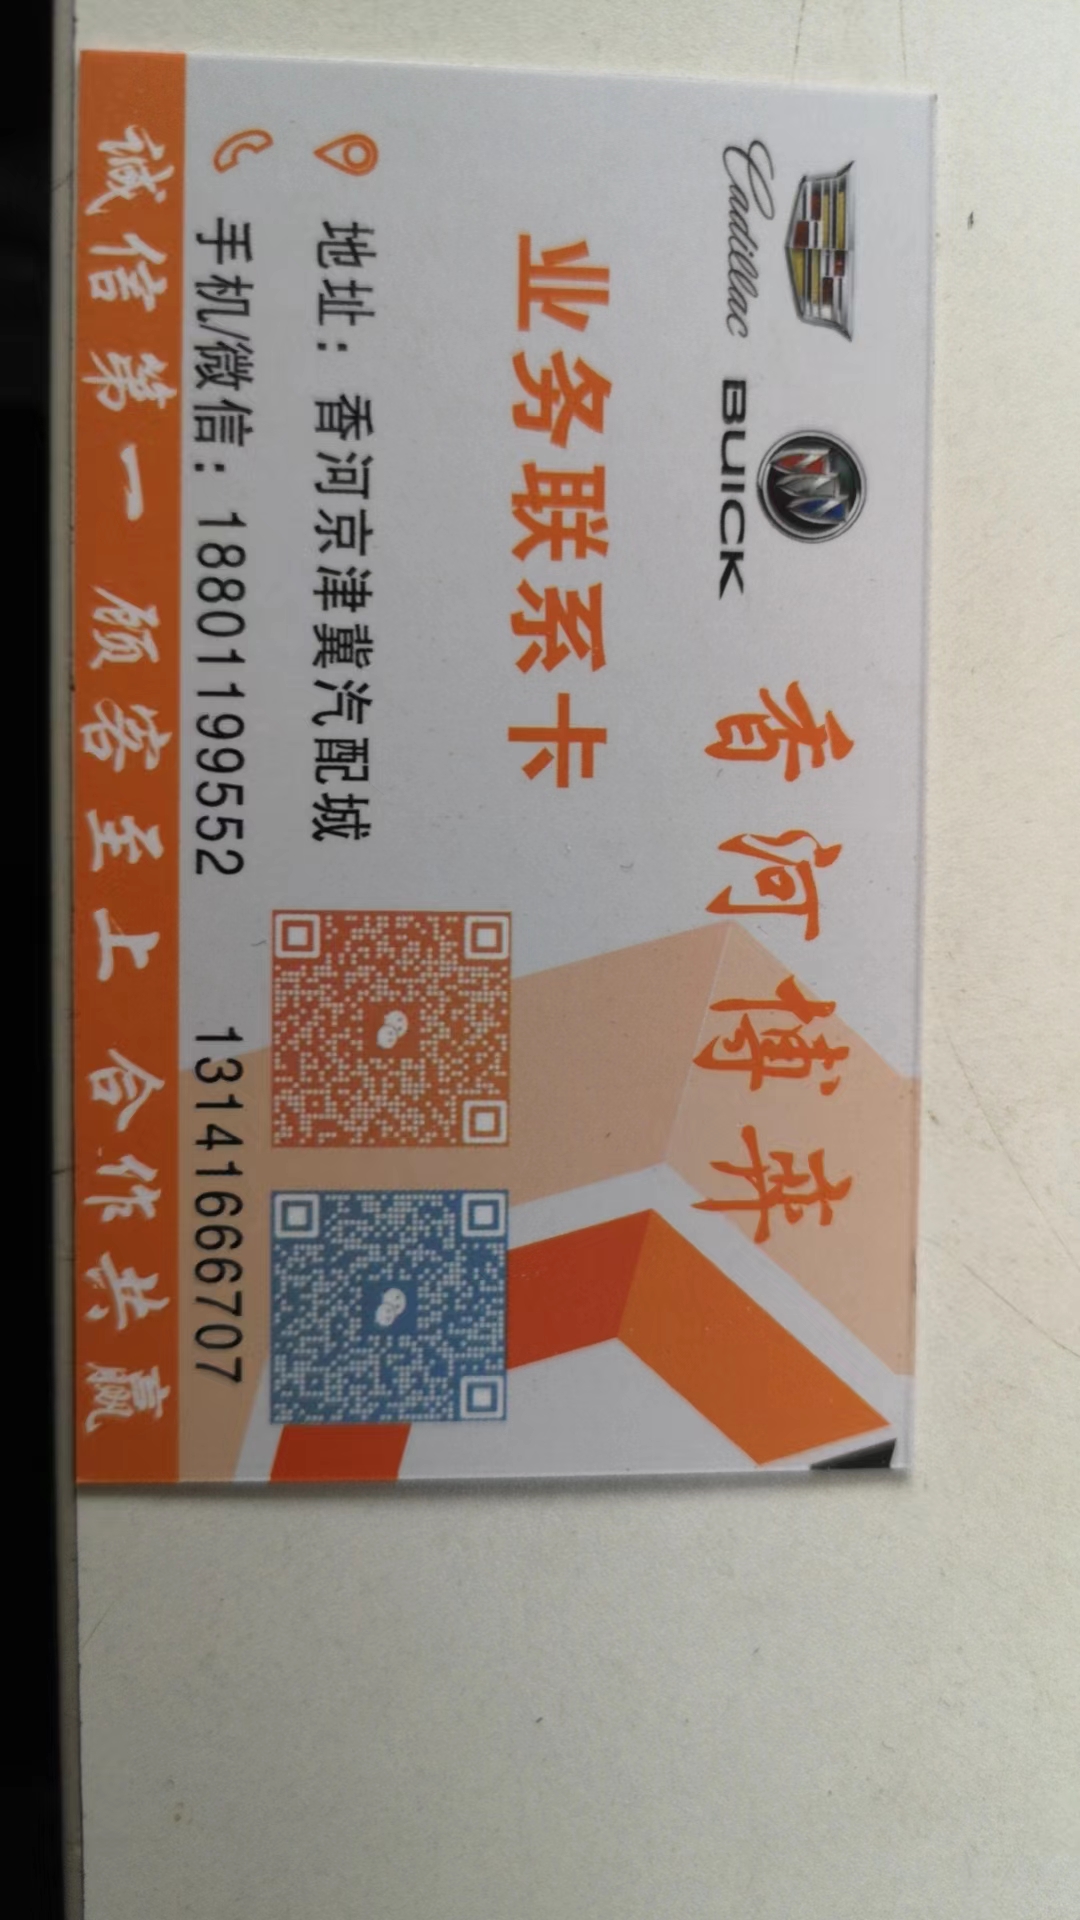 Cadillac BUICK 香河博犇
业务联系卡
地址：香河京津冀汽配城
手机/微信：18801199552 13141666707
诚信第一 顾客至上 合作共赢